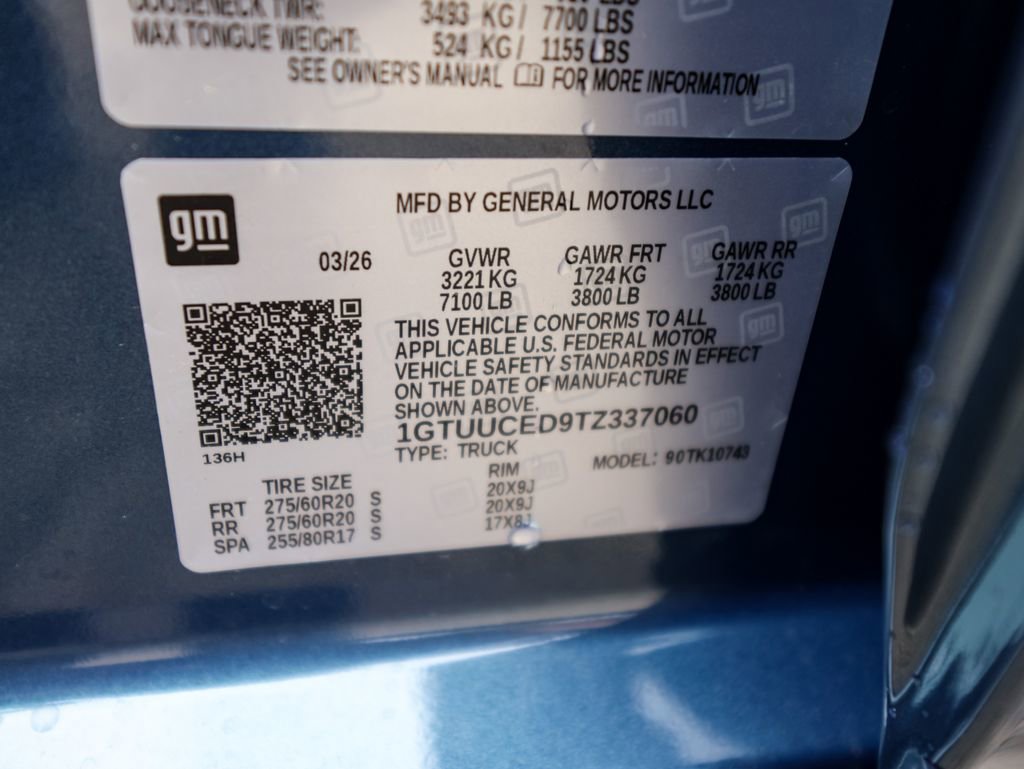 GOOSENECK TWR: 3493 KG/ 7700 LBS
MAX TONGUE WEIGHT: 524 KG/ 1155 LBS
SEE OWNER'S MANUAL FOR MORE INFORMATION
gm
MFD BY GENERAL MOTORS LLC
03/26 GVWR GAWR FRT GAWR RR
3221 KG 1724 KG 1724 KG
7100 LB 3800 LB 3800 LB
THIS VEHICLE CONFORMS TO ALL
APPLICABLE U.S. FEDERAL MOTOR
VEHICLE SAFETY STANDARDS IN EFFECT
ON THE DATE OF MANUFACTURE
SHOWN ABOVE.
1GTUUCED9TZ337060
136H
TYPE: TRUCK MODEL: 90TK10743
TIRE SIZE RIM
FRT 275/60R20 S 20X9J
RR 275/60R20 S 20X9J
SPA 255/80R17 S 17X8J